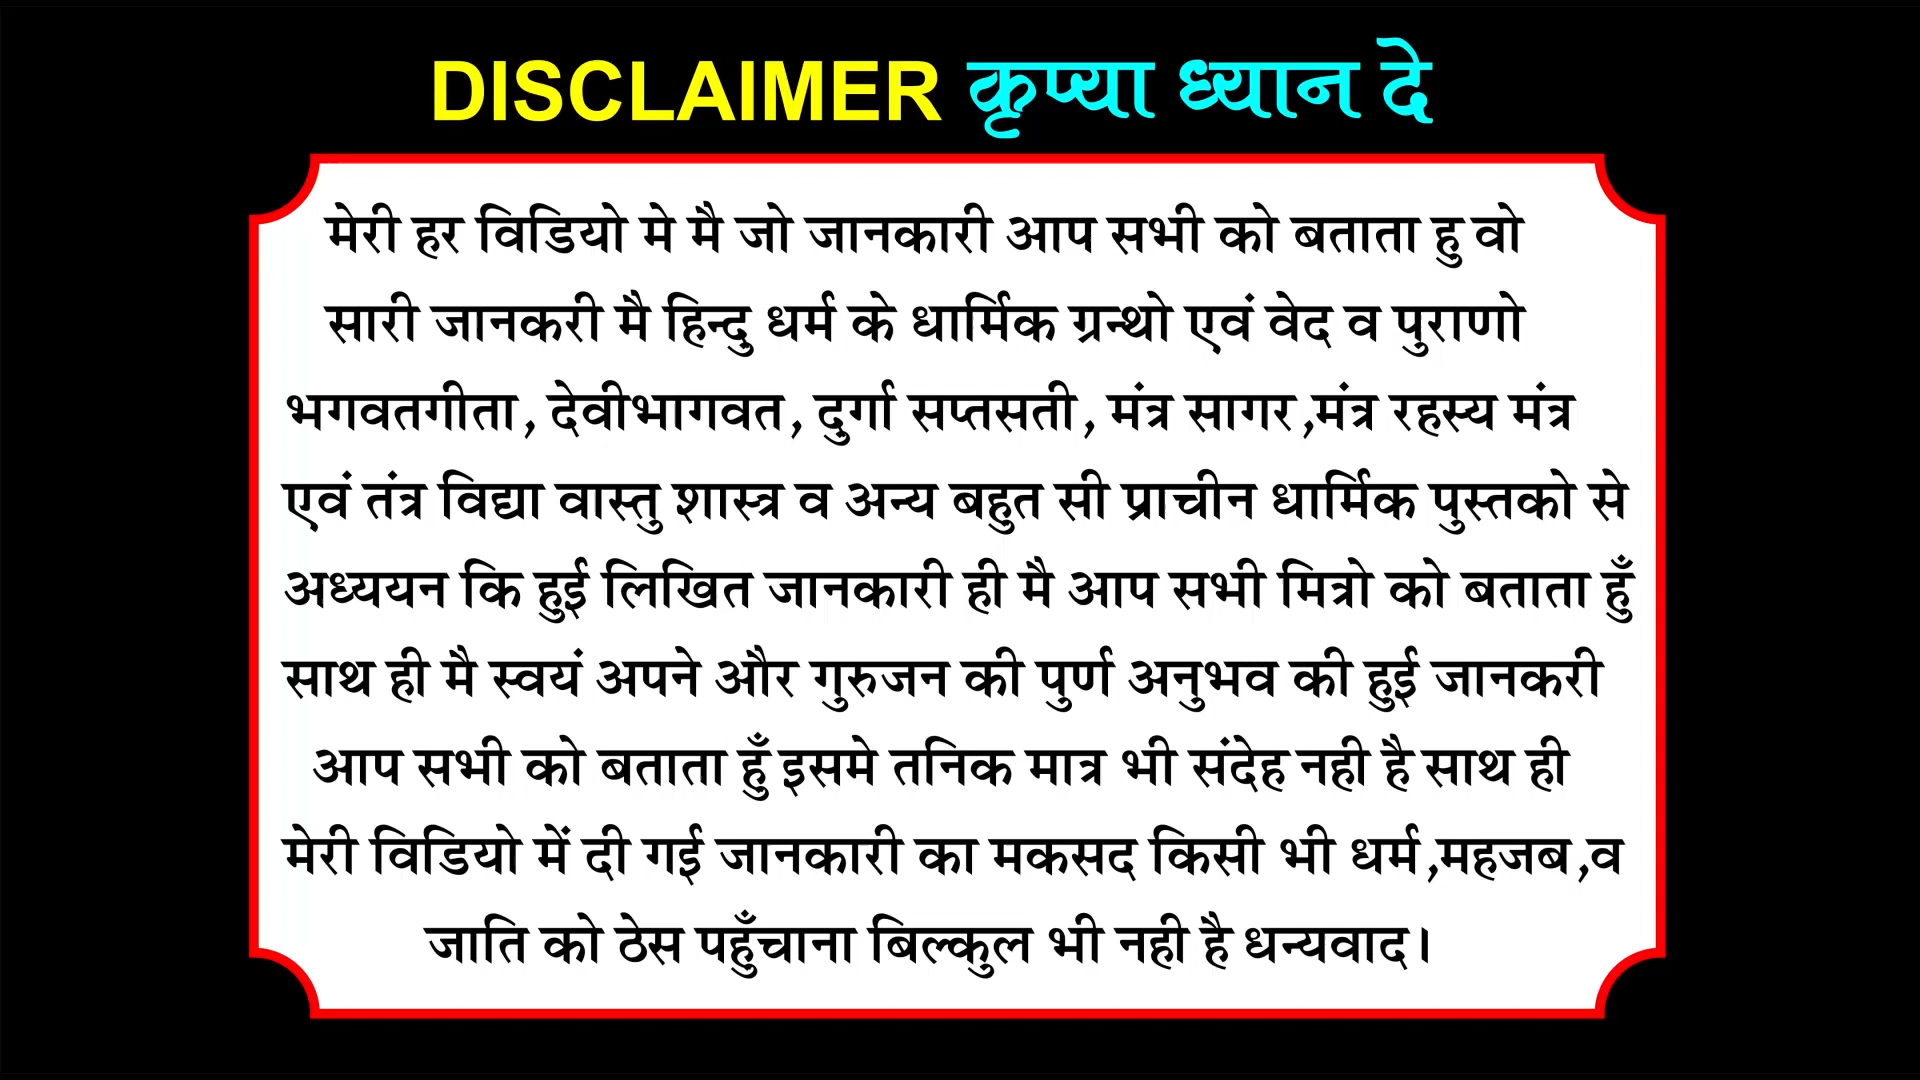 DISCLAIMER कृप्या ध्यान दे
मेरी हर विडियो मे मै जो जानकारी आप सभी को बताता हु वो
सारी जानकरी मै हिन्दु धर्म के धार्मिक ग्रन्थो एवं वेद व पुराणो
भगवतगीता, देवीभागवत, दुर्गा सप्तसती, मंत्र सागर,मंत्र रहस्य मंत्र
एवं तंत्र विद्या वास्तु शास्त्र व अन्य बहुत सी प्राचीन धार्मिक पुस्तको से
अध्ययन कि हुई लिखित जानकारी ही मै आप सभी मित्रो को बताता हुँ
साथ ही मै स्वयं अपने और गुरुजन की पुर्ण अनुभव की हुई जानकरी
आप सभी को बताता हुँ इसमे तनिक मात्र भी संदेह नही है साथ ही
मेरी विडियो में दी गई जानकारी का मकसद किसी भी धर्म,महजब,व
जाति को ठेस पहुँचाना बिल्कुल भी नही है धन्यवाद।